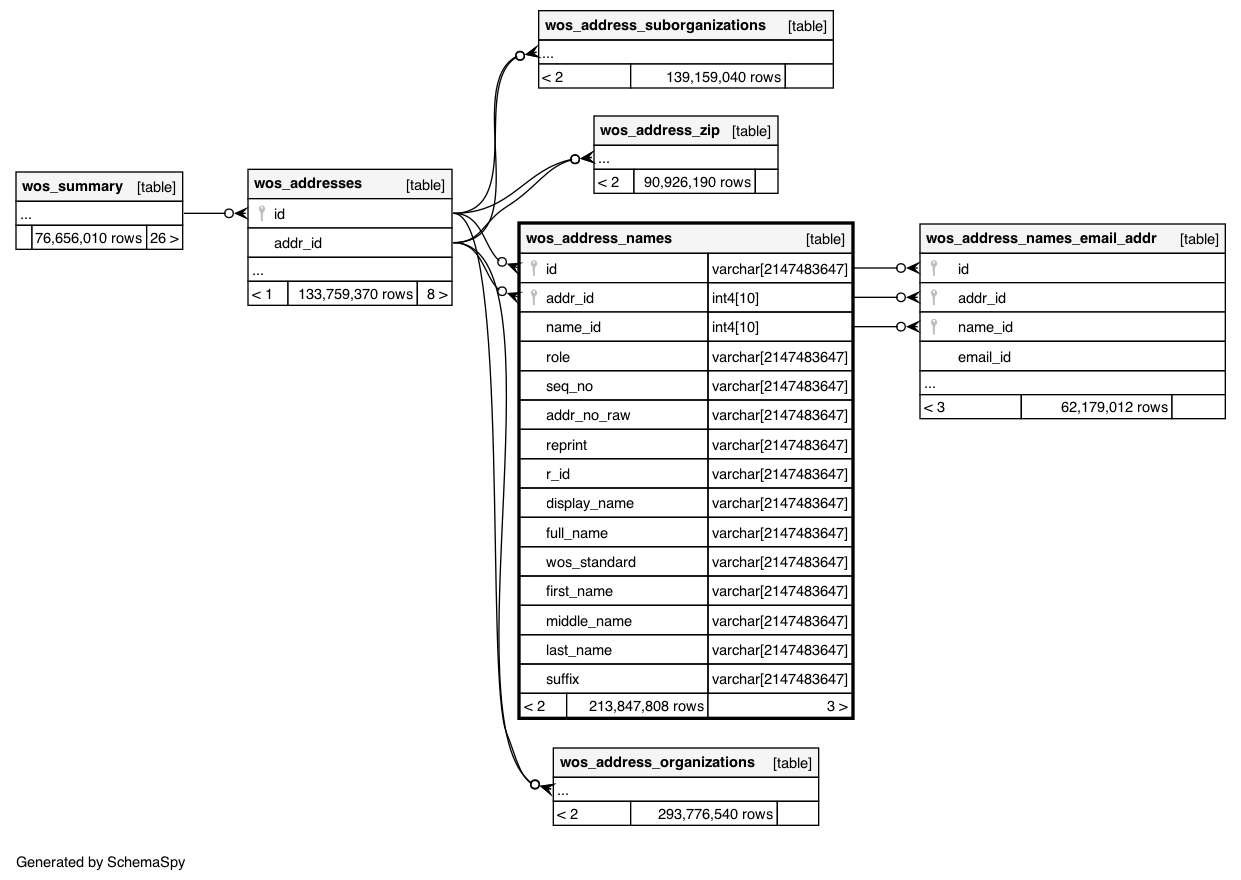 wos_address_suborganizations [table]
...
< 2 139,159,040 rows
wos_address_zip [table]
...
< 2 90,926,190 rows
wos_summary [table]
...
76,656,010 rows 26 >
wos_addresses [table]
id
addr_id
...
< 1 133,759,370 rows 8 >
wos_address_names [table]
id varchar[2147483647]
addr_id int4[10]
name_id int4[10]
role varchar[2147483647]
seq_no varchar[2147483647]
addr_no_raw varchar[2147483647]
reprint varchar[2147483647]
r_id varchar[2147483647]
display_name varchar[2147483647]
full_name varchar[2147483647]
wos_standard varchar[2147483647]
first_name varchar[2147483647]
middle_name varchar[2147483647]
last_name varchar[2147483647]
suffix varchar[2147483647]
< 2 213,847,808 rows 3 >
wos_address_names_email_addr [table]
id
addr_id
name_id
email_id
...
< 3 62,179,012 rows
wos_address_organizations [table]
...
< 2 293,776,540 rows
Generated by SchemaSpy